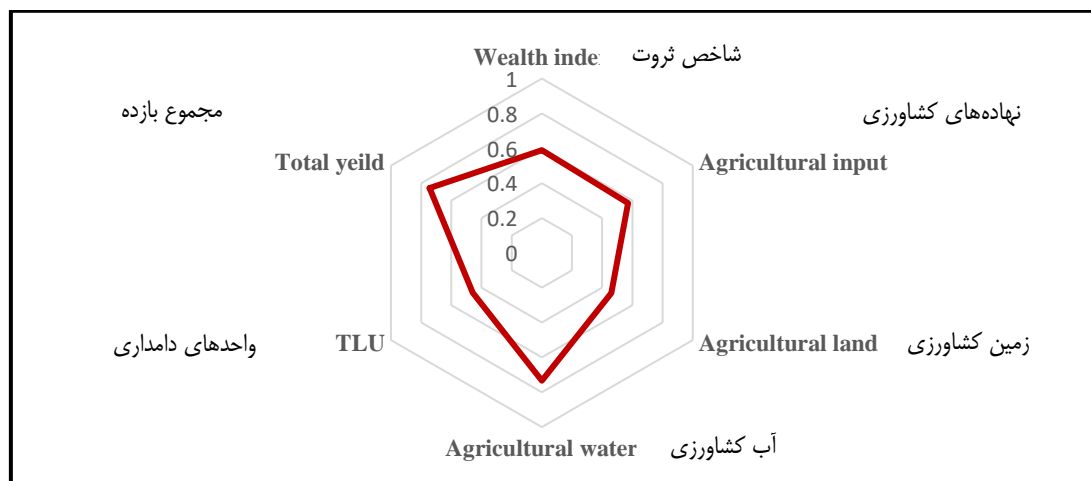 Wealth inde شاخص ثروت
1
مجموع بازده
نهاده‌های کشاورزی
0.8
Total yeild
0.6
Agricultural input
0.4
0.2
0
واحدهای دامداری
TLU
Agricultural land زمین کشاورزی
Agricultural water آب کشاورزی